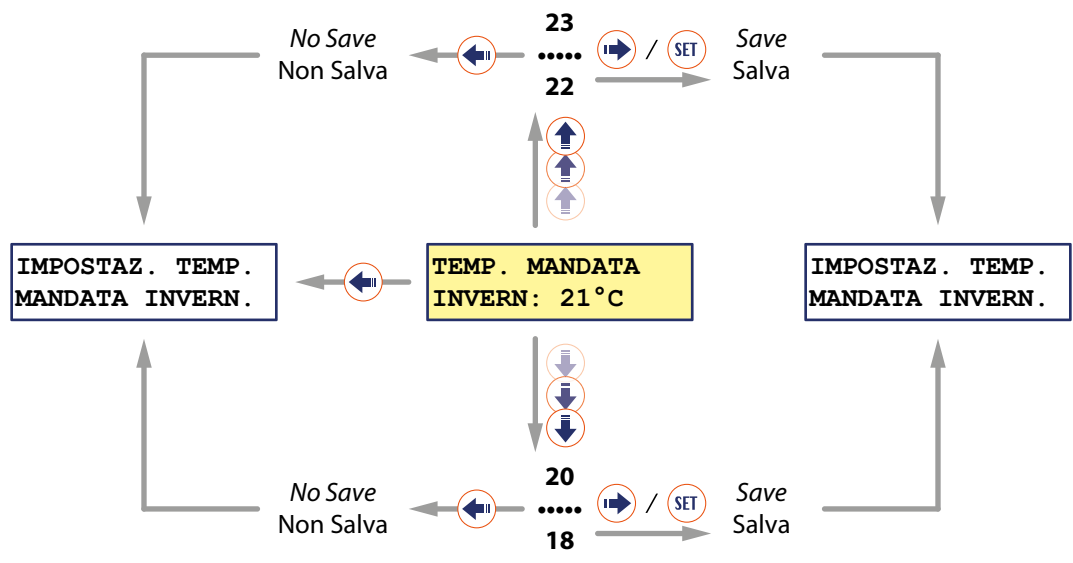 No Save
Non Salva
23
•••••
22
/ SET
Save
Salva
IMPOSTAZ. TEMP.
MANDATA INVERN.
TEMP. MANDATA
INVERN: 21°C
IMPOSTAZ. TEMP.
MANDATA INVERN.
No Save
Non Salva
20
•••••
18
/ SET
Save
Salva